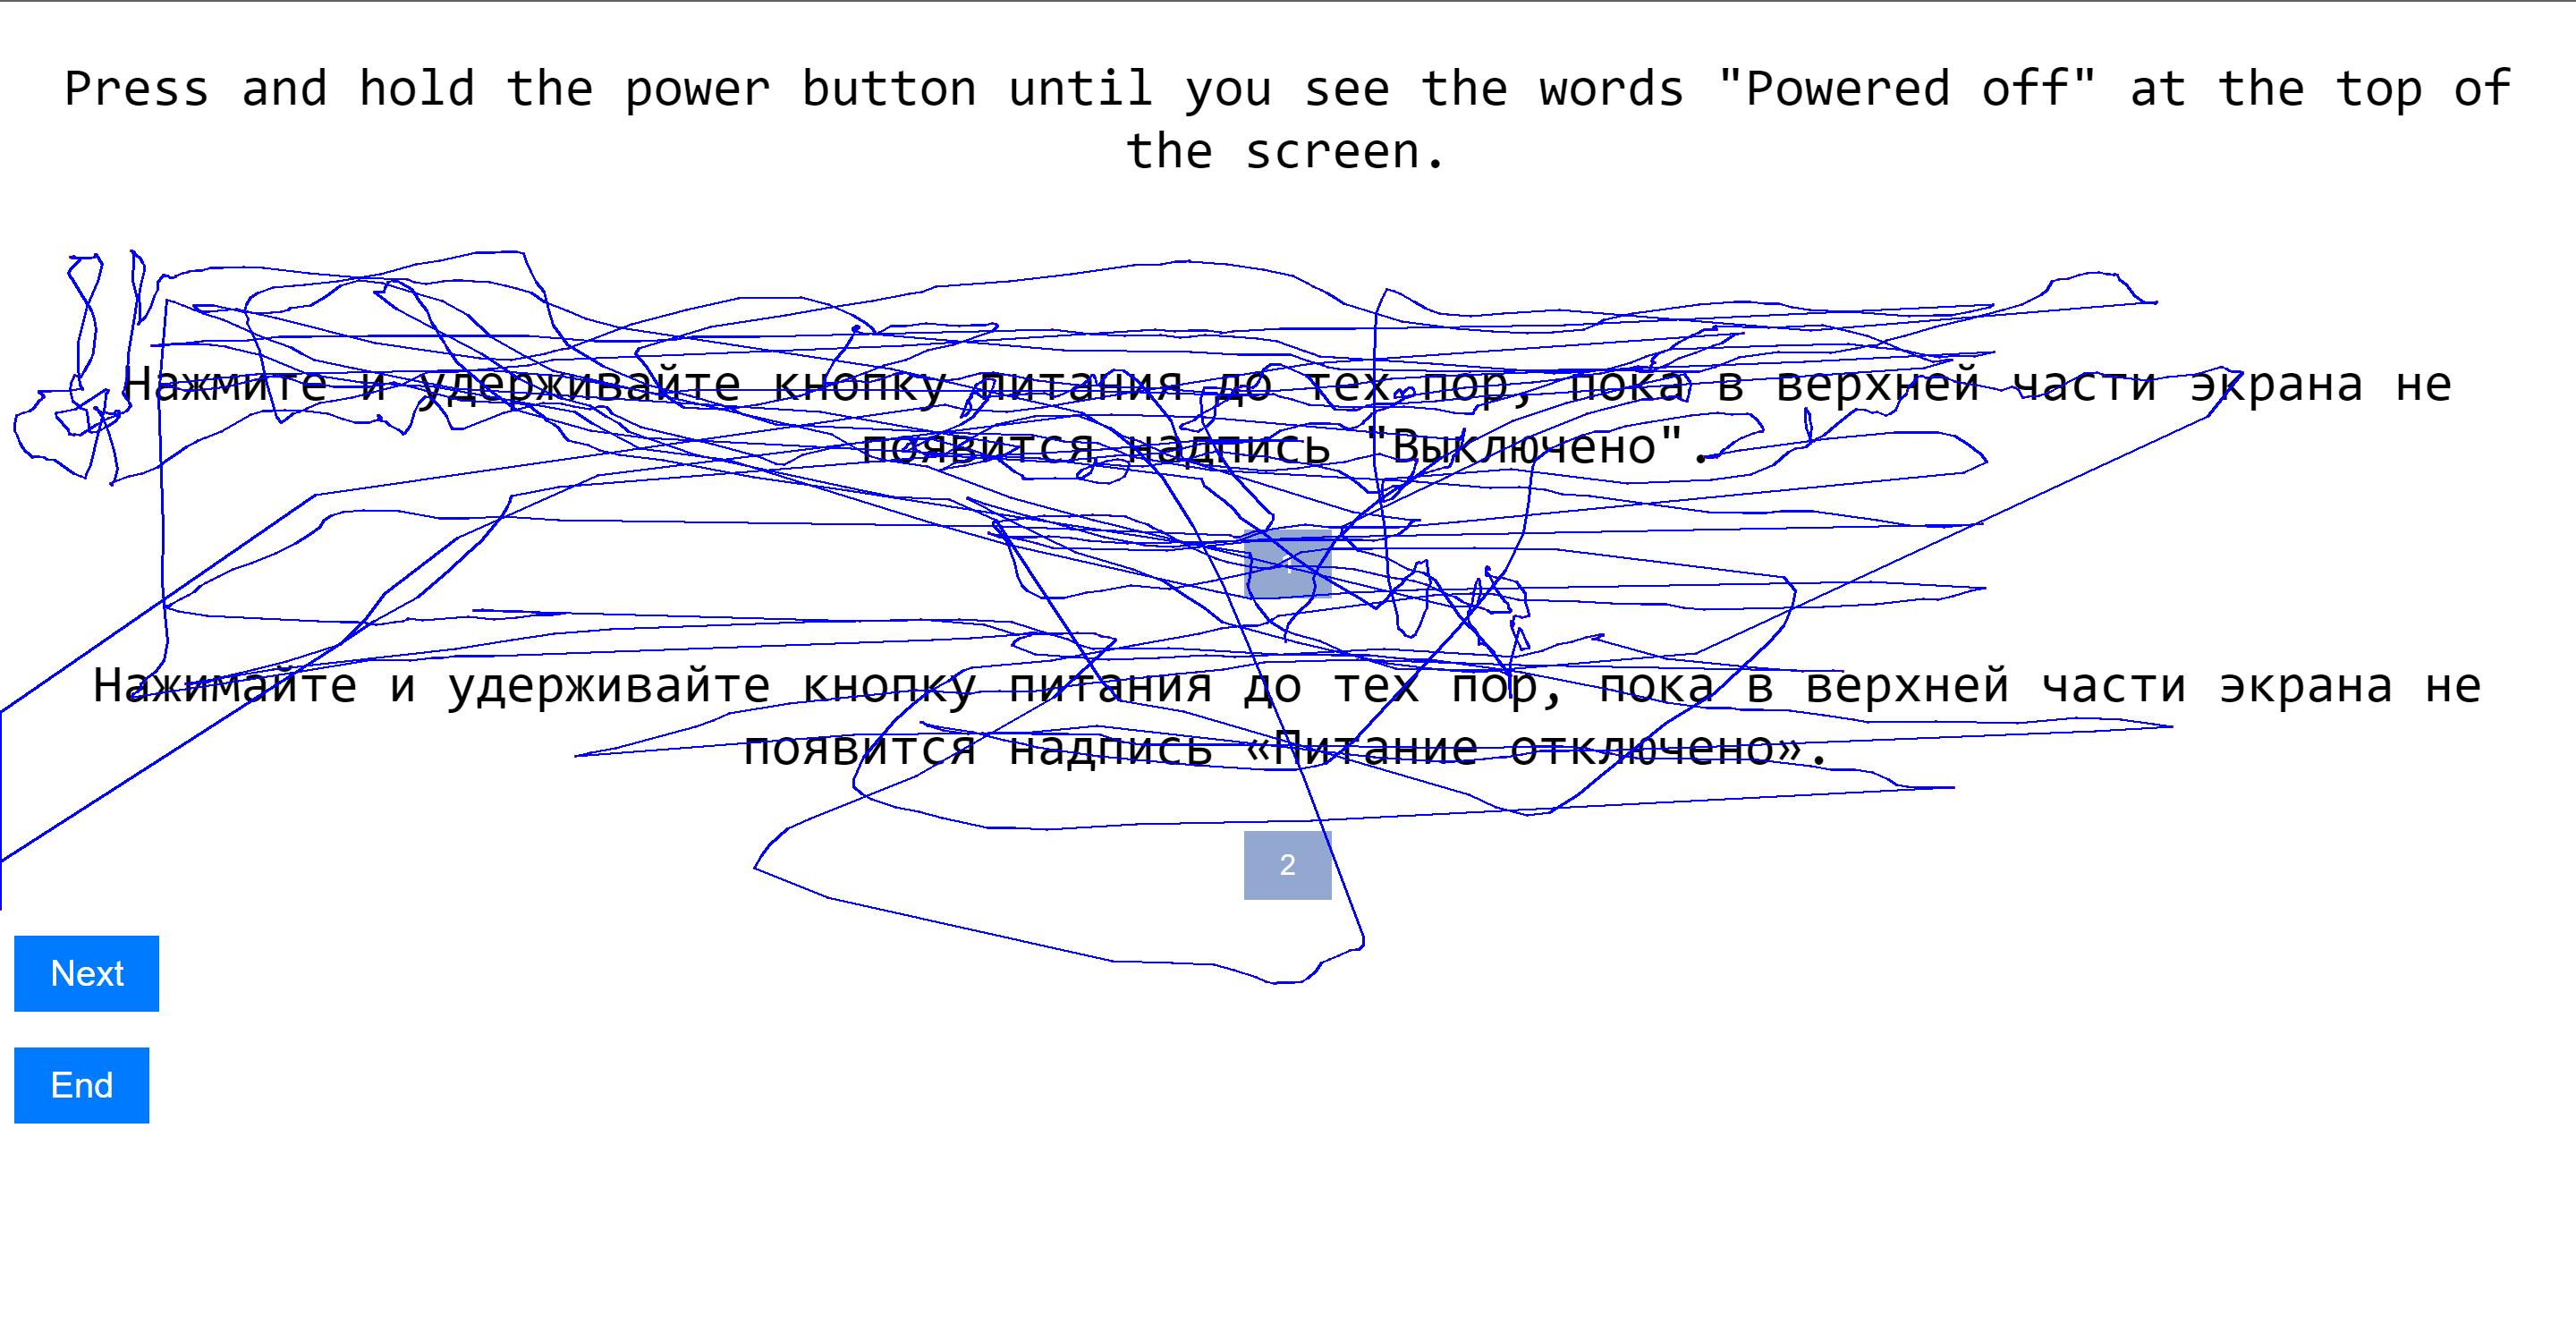 Press and hold the power button until you see the words "Powered off" at the top of
the screen.
Нажмите и удерживайте кнопку питания до тех пор, пока в верхней части экрана не
появится надпись "Выключено".
1
Нажимайте и удерживайте кнопку питания до тех пор, пока в верхней части экрана не
появится надпись «Питание отключено».
2
Next
End